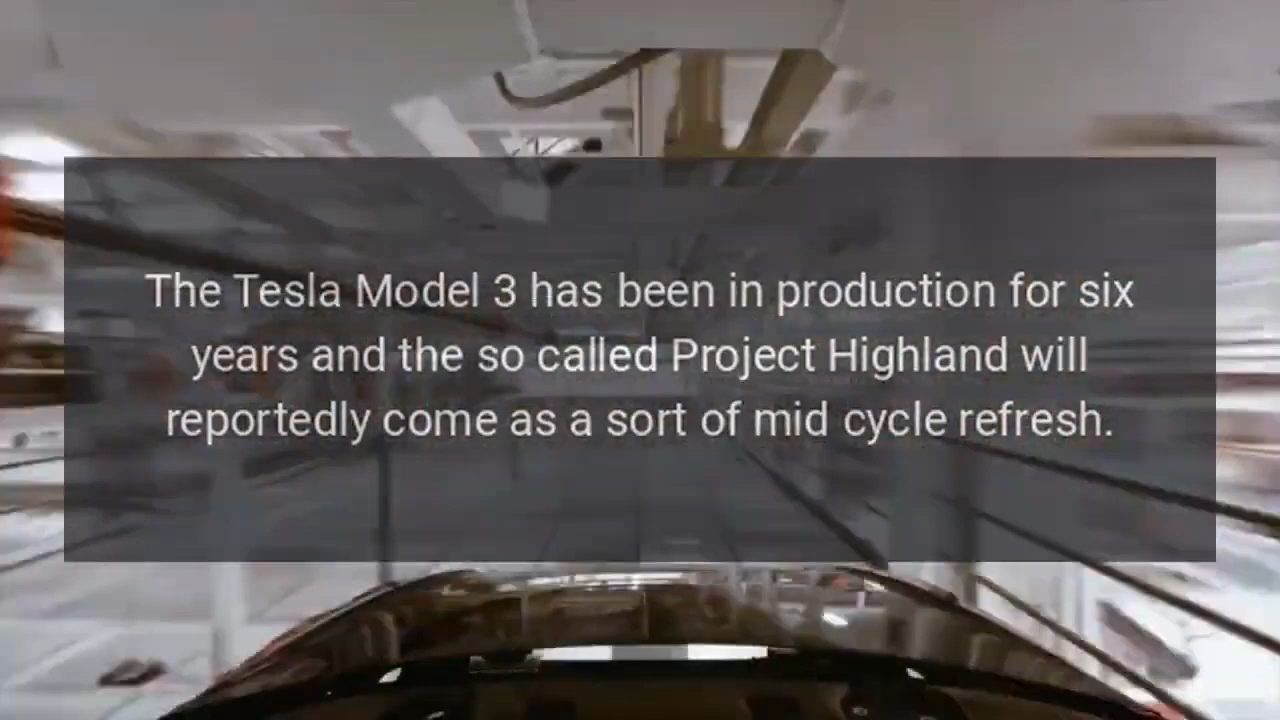 The Tesla Model 3 has been in production for six
years and the so called Project Highland will
reportedly come as a sort of mid cycle refresh.